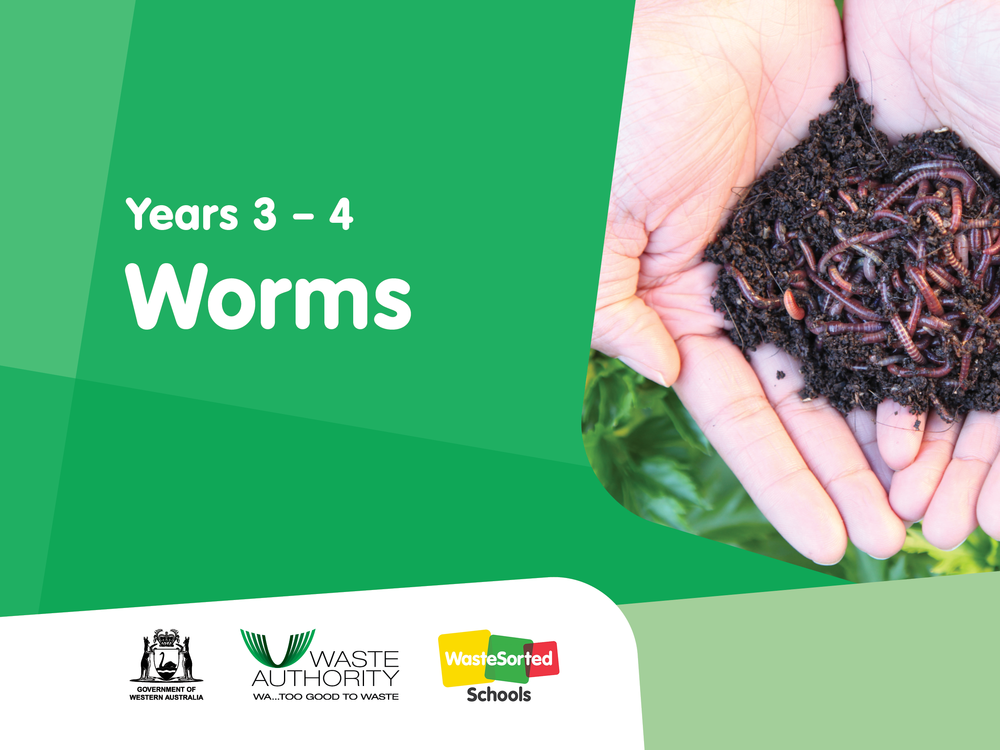 Years 3 – 4
Worms
GOVERNMENT OF
WESTERN AUSTRALIA
WASTE
AUTHORITY
WA...TOO GOOD TO WASTE
WasteSorted
Schools